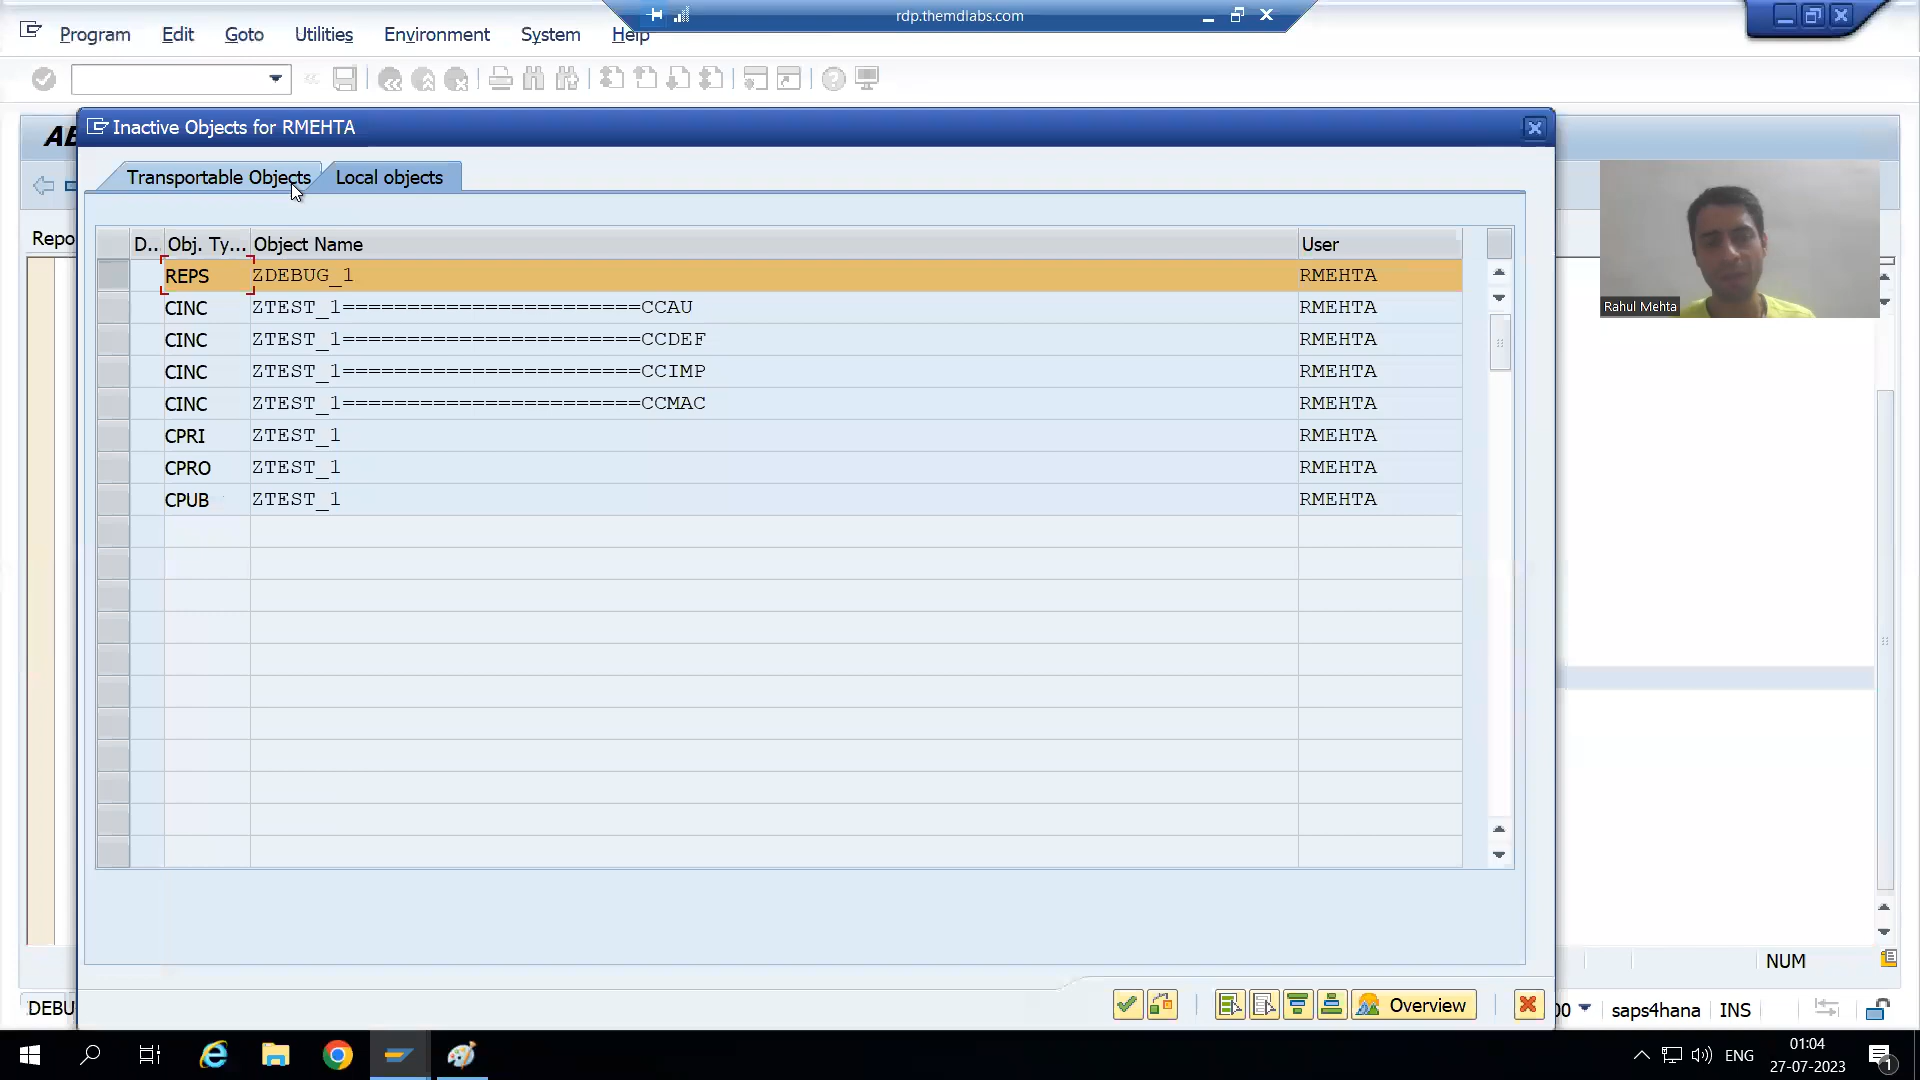 rdp.themdlabs.com
Program Edit Goto Utilities Environment System Help
Inactive Objects for RMEHTA
AB
Transportable Objects Local objects
Repo
D.. Obj. Ty... Object Name User
REPS ZDEBUG_1 RMEHTA
CINC ZTEST_1=======================CCAU RMEHTA
CINC ZTEST_1=======================CCDEF RMEHTA
CINC ZTEST_1=======================CCIMP RMEHTA
CINC ZTEST_1=======================CCMAC RMEHTA
CPRI ZTEST_1 RMEHTA
CPRO ZTEST_1 RMEHTA
CPUB ZTEST_1 RMEHTA
Rahul Mehta
NUM
Overview
DEBU 00 saps4hana INS
ENG 01:04
27-07-2023
1